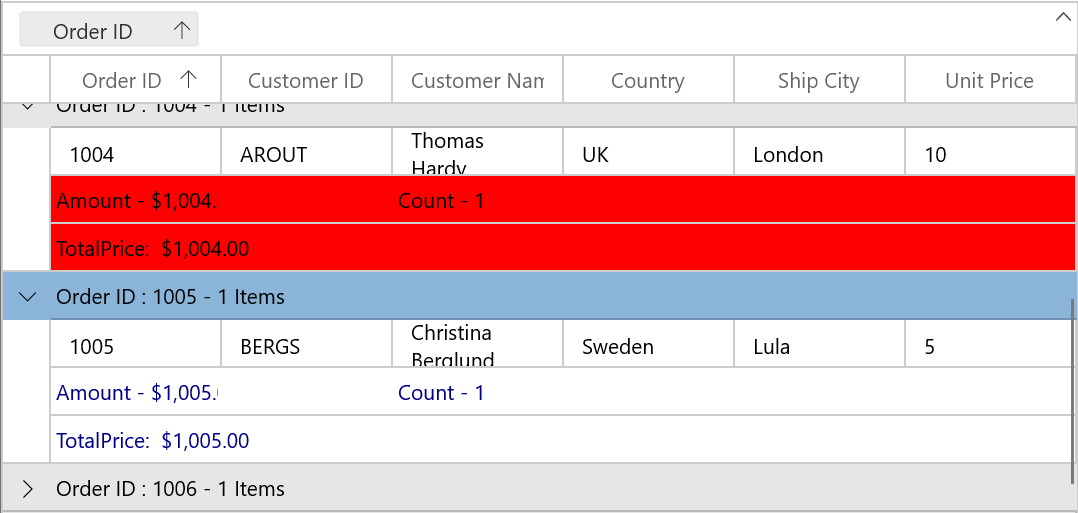 Order ID
Order ID Customer ID Customer Nam Country Ship City Unit Price
Order ID : 1004 - 1 Items
1004 AROUT Thomas Hardy UK London 10
Amount - $1,004. Count - 1
TotalPrice: $1,004.00
Order ID : 1005 - 1 Items
1005 BERGS Christina Berglund Sweden Lula 5
Amount - $1,005. Count - 1
TotalPrice: $1,005.00
Order ID : 1006 - 1 Items